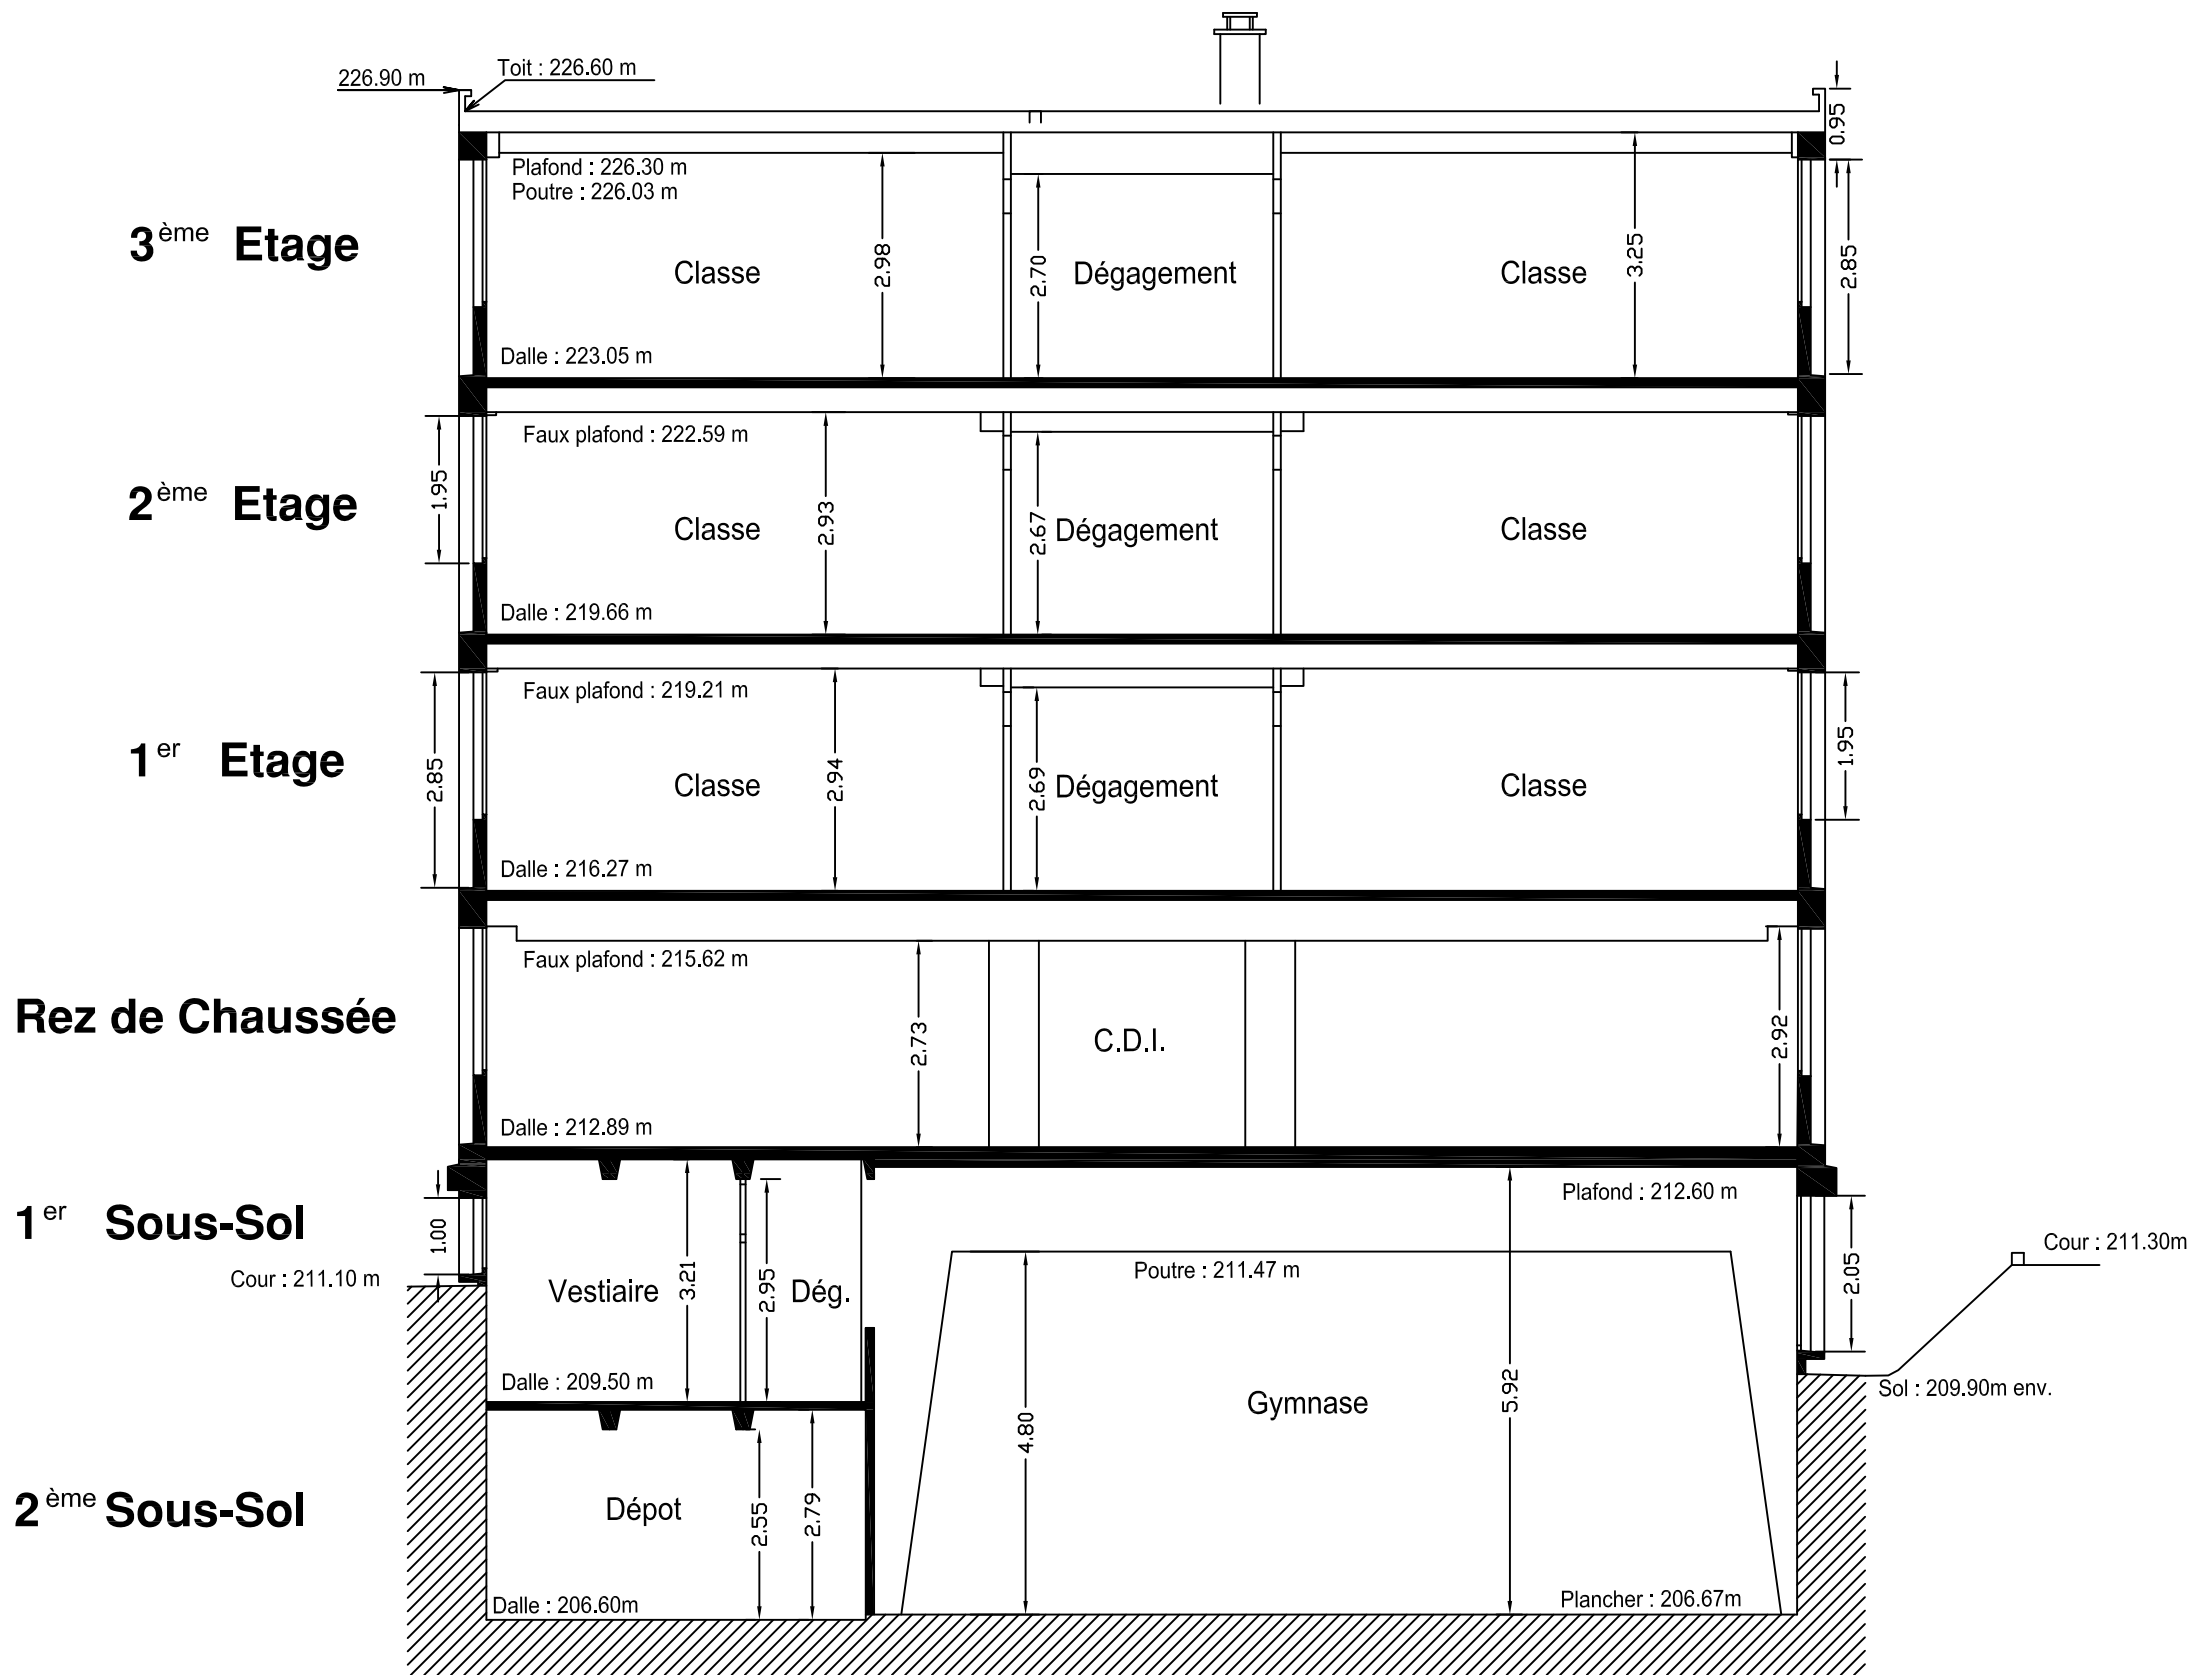 226.90 m
Toit : 226.60 m
0.95
Plafond : 226.30 m
Poutre : 226.03 m
3ème Etage
Classe
2.98
2.70
Dégagement
Classe
3.25
2.85
Dalle : 223.05 m
Faux plafond : 222.59 m
1.95
2ème Etage
Classe
2.93
2.67
Dégagement
Classe
Dalle : 219.66 m
Faux plafond : 219.21 m
1er Etage
2.85
Classe
2.94
2.69
Dégagement
Classe
1.95
Dalle : 216.27 m
Faux plafond : 215.62 m
Rez de Chaussée
2.73
C.D.I.
2.92
Dalle : 212.89 m
Plafond : 212.60 m
1er Sous-Sol
1.00
Cour : 211.10 m
Vestiaire
3.21
2.95
Dég.
Poutre : 211.47 m
2.05
Cour : 211.30m
Dalle : 209.50 m
Gymnase
5.92
4.80
Sol : 209.90m env.
2ème Sous-Sol
Dépot
2.55
2.79
Dalle : 206.60m
Plancher : 206.67m